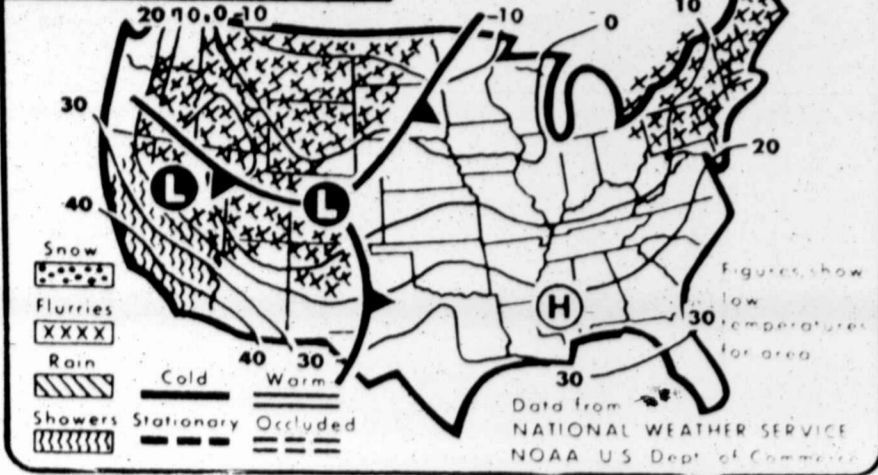 20 10 0 -10
-10
0
10
30
20
40
L
L
Snow
Flurries
Rain
Showers
Cold
Warm
Stationary
Occluded
40
30
H
30
30
Figures show
low
temperatures
for area
Data from
NATIONAL WEATHER SERVICE
NOAA U S Dept of Commerce